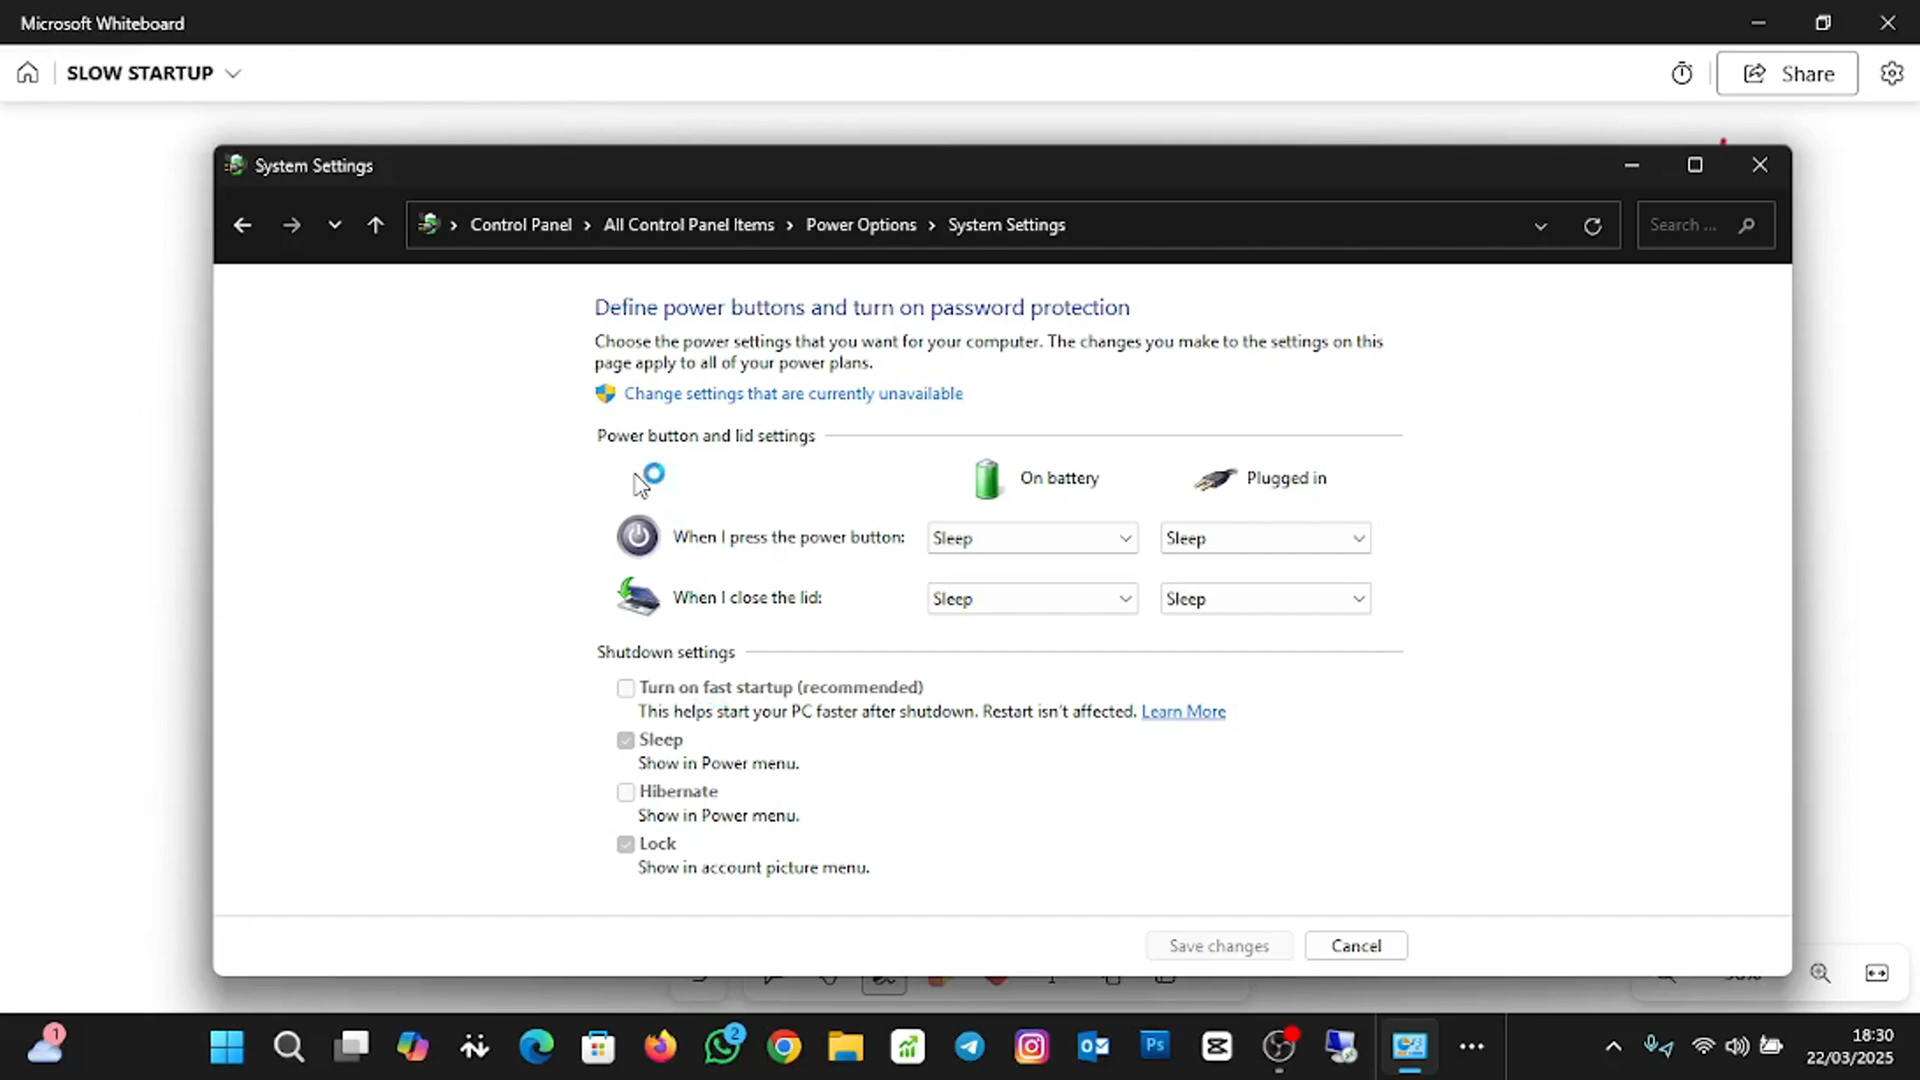 Microsoft Whiteboard
SLOW STARTUP
Share
System Settings
Control Panel > All Control Panel Items > Power Options > System Settings
Search ...
Define power buttons and turn on password protection
Choose the power settings that you want for your computer. The changes you make to the settings on this
page apply to all of your power plans.
Change settings that are currently unavailable
Power button and lid settings
On battery
Plugged in
When I press the power button: Sleep Sleep
When I close the lid: Sleep Sleep
Shutdown settings
Turn on fast startup (recommended)
This helps start your PC faster after shutdown. Restart isn't affected. Learn More
Sleep
Show in Power menu.
Hibernate
Show in Power menu.
Lock
Show in account picture menu.
Save changes
Cancel
1
2
Ps
18:30
22/03/2025